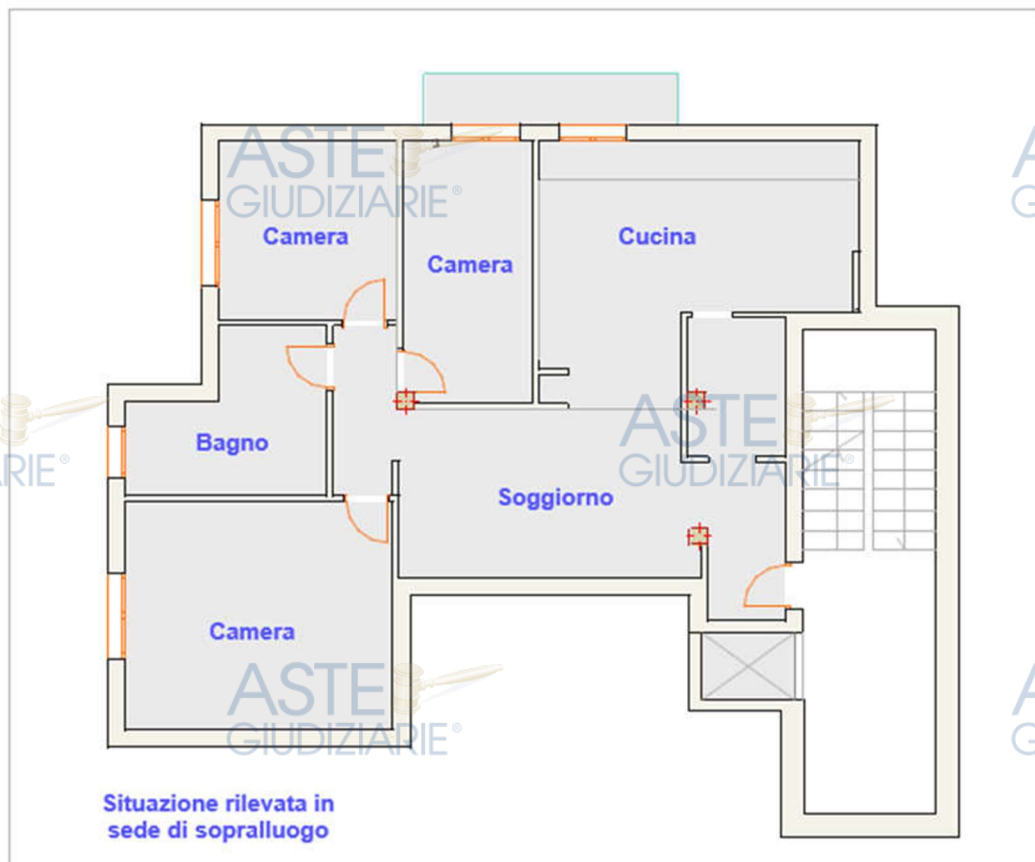 ASTE
GIUDIZIARIE®
Camera
Camera
Cucina
Bagno
ASTE
GIUDIZIARIE®
Soggiorno
Camera
ASTE
GIUDIZIARIE®
Situazione rilevata in
sede di sopralluogo